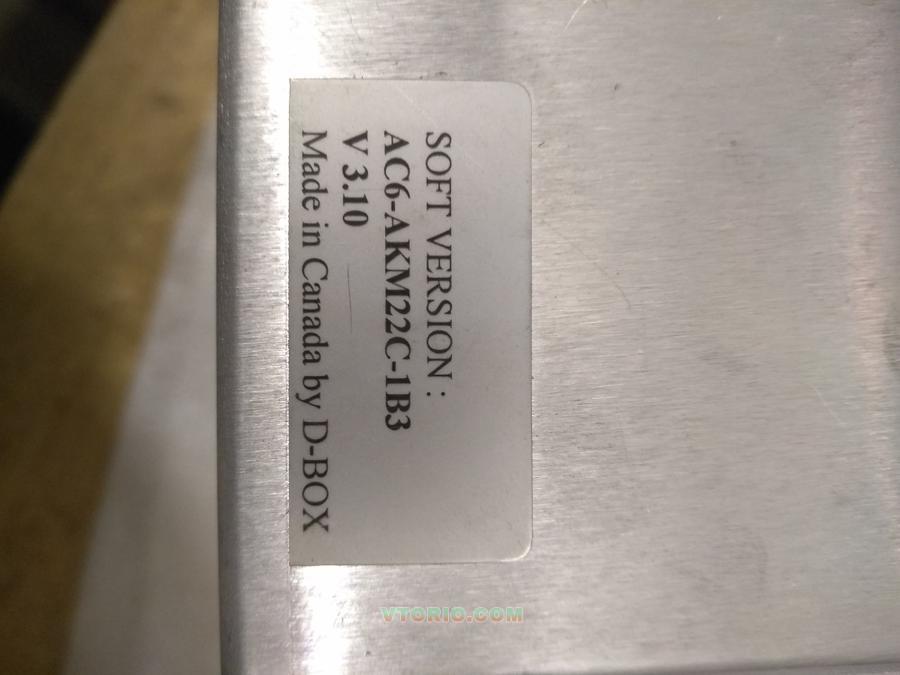 SOFT VERSION :
AC6-AKM22C-1B3
V 3.10
Made in Canada by D-BOX
VTORIO.COM